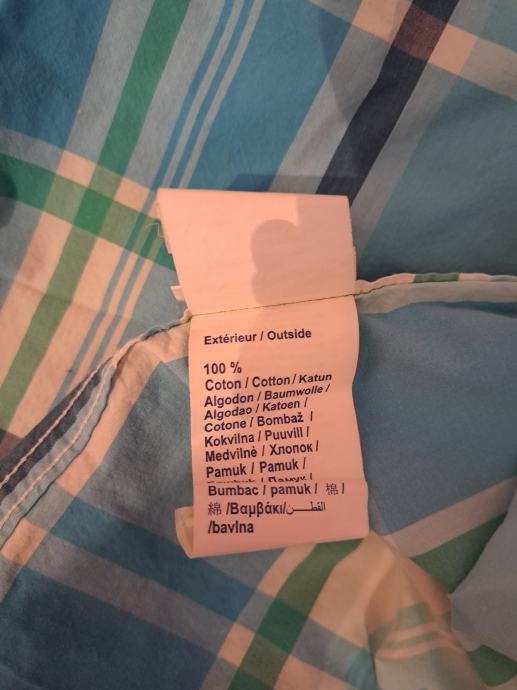 Extérieur / Outside
100 %
Coton / Cotton / Katun
Algodon / Baumwolle /
Algodao / Katoen /
Cotone / Bombaž /
Kokvilna / Puuvill /
Medvilnė / Хлопок /
Pamuk / Pamuk /
Bumbac / pamuk / 棉 /
綿 /Βαμβάκι/القطــــن
/bavlna